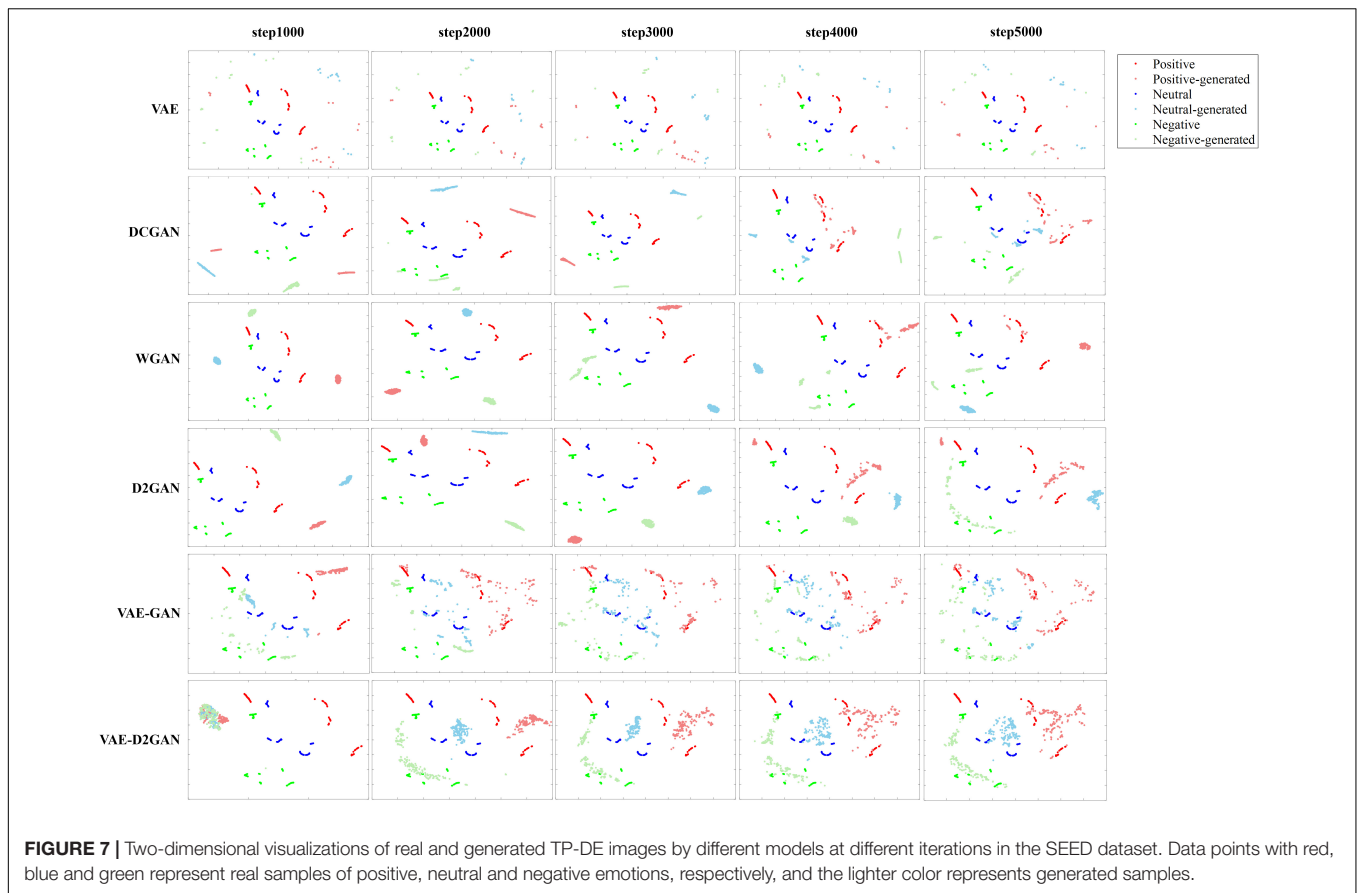 step1000 step2000 step3000 step4000 step5000
Positive
Positive-generated
Neutral
Neutral-generated
Negative
Negative-generated
VAE
DCGAN
WGAN
D2GAN
VAE-GAN
VAE-D2GAN
FIGURE 7 | Two-dimensional visualizations of real and generated TP-DE images by different models at different iterations in the SEED dataset. Data points with red,
blue and green represent real samples of positive, neutral and negative emotions, respectively, and the lighter color represents generated samples.